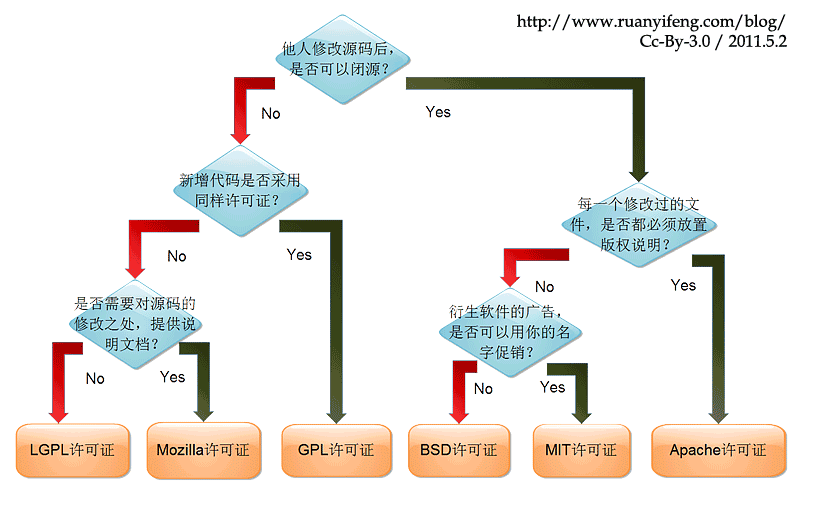 http://www.ruanyifeng.com/blog/
Cc-By-3.0 / 2011.5.2
他人修改源码后，
是否可以闭源？
No
Yes
新增代码是否采用
同样许可证？
每一个修改过的文
件，是否都必须放置
版权说明？
No
Yes
No
Yes
是否需要对源码的
修改之处，提供说
明文档？
衍生软件的广告，
是否可以用你的名
字促销？
No
Yes
No
Yes
LGPL许可证
Mozilla许可证
GPL许可证
BSD许可证
MIT许可证
Apache许可证